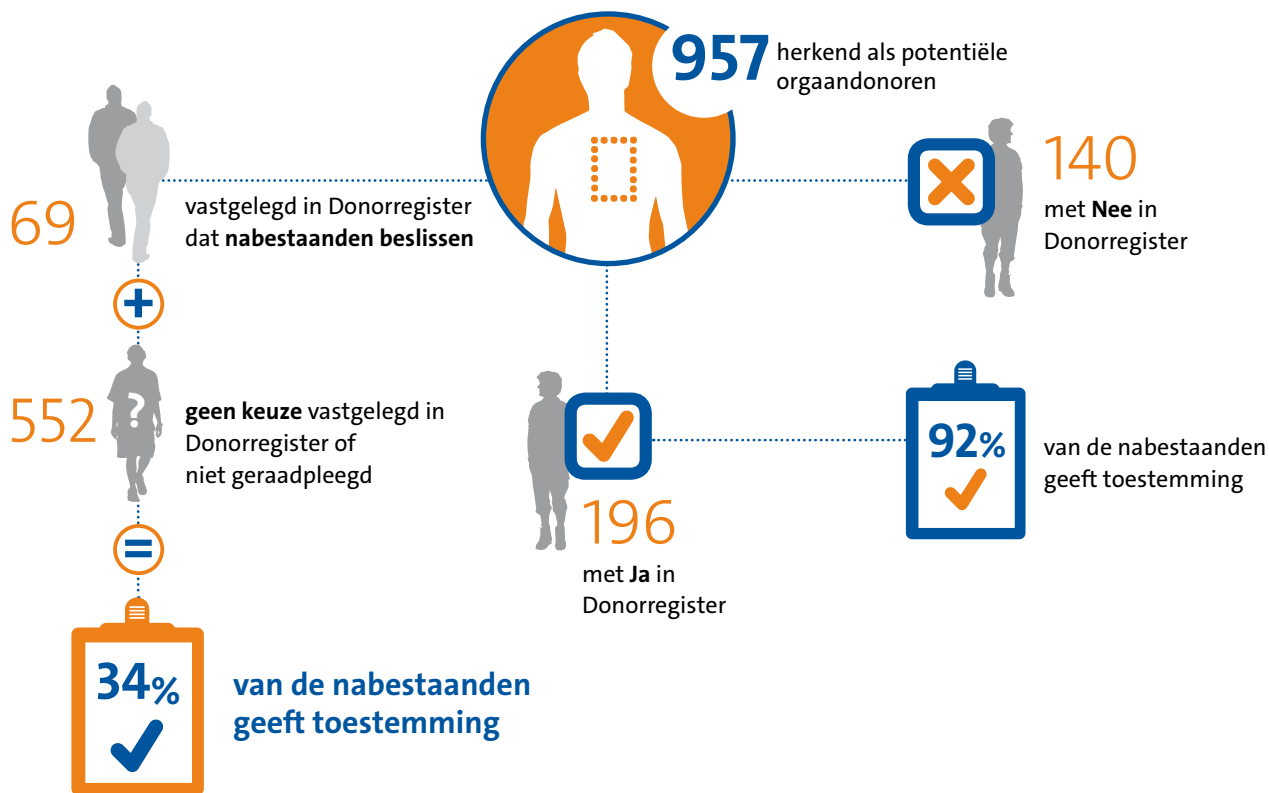 957
herkend als potentiële
orgaandonoren
69
vastgelegd in Donorregister
dat nabestaanden beslissen
140
met Nee in
Donorregister
+
552
?
geen keuze vastgelegd in
Donorregister of
niet geraadpleegd
=
196
met Ja in
Donorregister
92%
van de nabestaanden
geeft toestemming
34%
van de nabestaanden
geeft toestemming